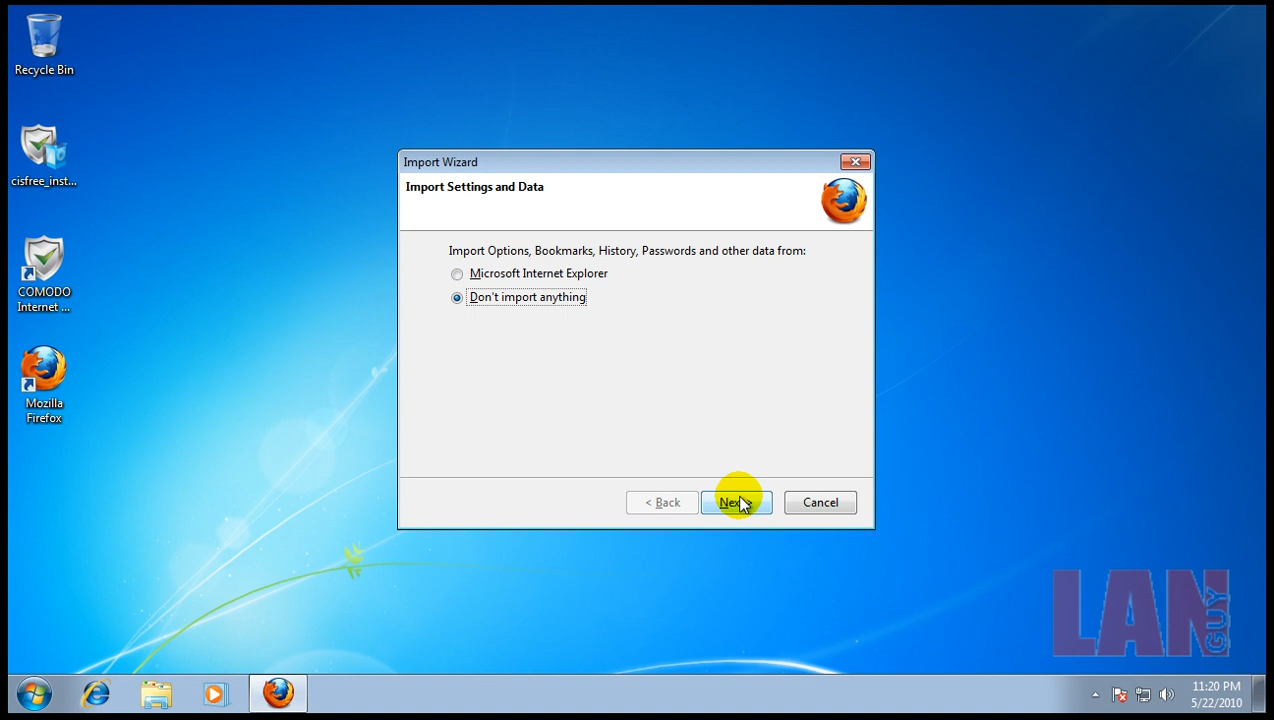 Recycle Bin
cisfree_inst...
COMODO
Internet ...
Mozilla
Firefox
Import Wizard
Import Settings and Data
Import Options, Bookmarks, History, Passwords and other data from:
Microsoft Internet Explorer
Don't import anything
< Back
Next >
Cancel
LAN
GUY
11:20 PM
5/22/2010